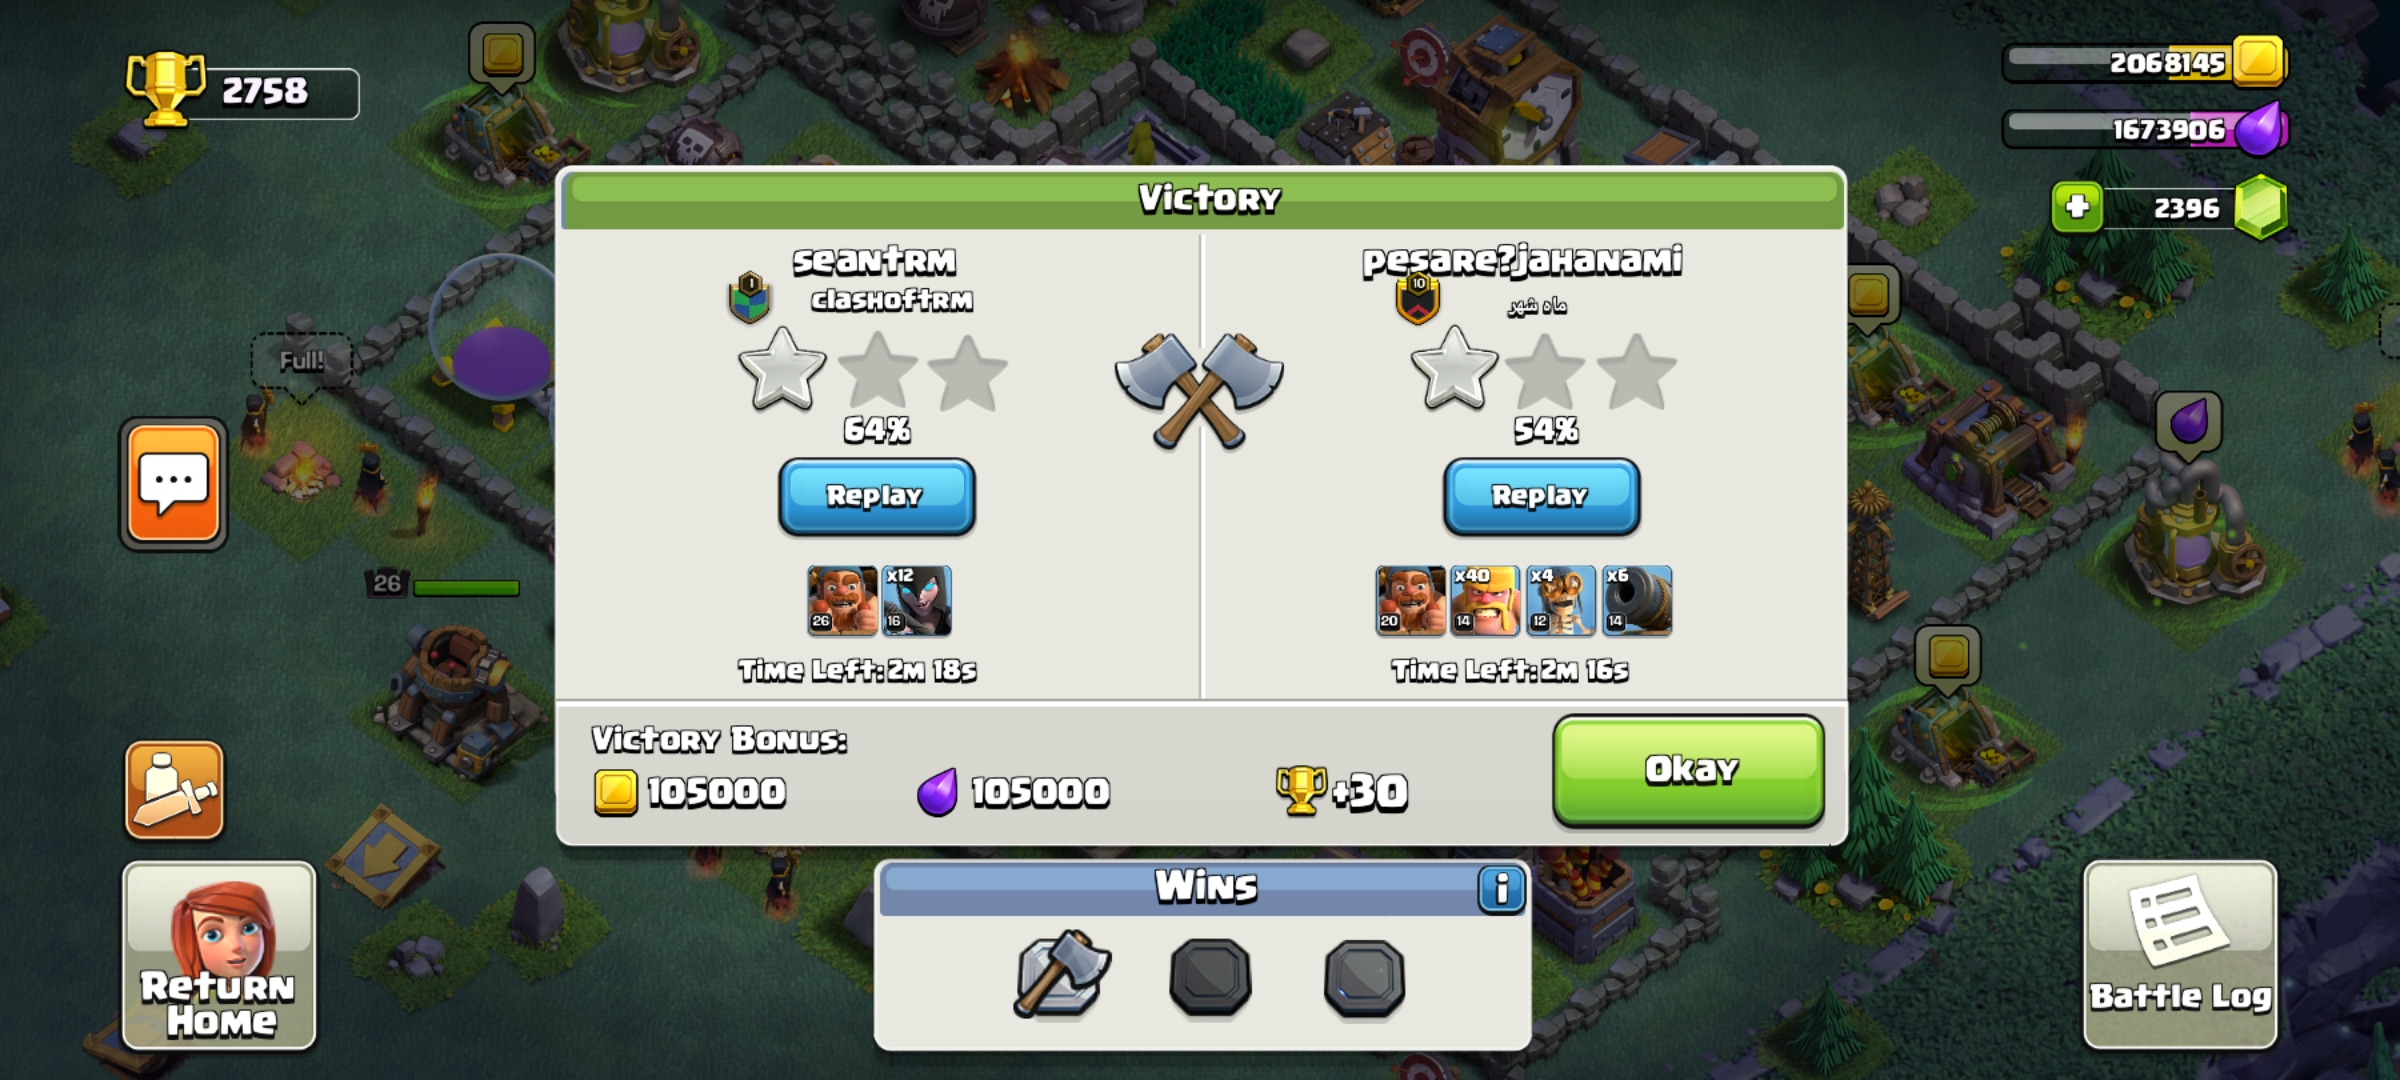 2758
2068145
1673906
2396
Full!
26
Victory
seantrm
1
clashoftrm
64%
Replay
26
x12
16
Time Left:2m 18s
pesare?jahanami
10
ماه شهر
54%
Replay
20
x40
14
x4
12
x6
14
Time Left:2m 16s
Victory Bonus:
105000
105000
+30
Okay
Wins
i
Return
Home
Battle Log